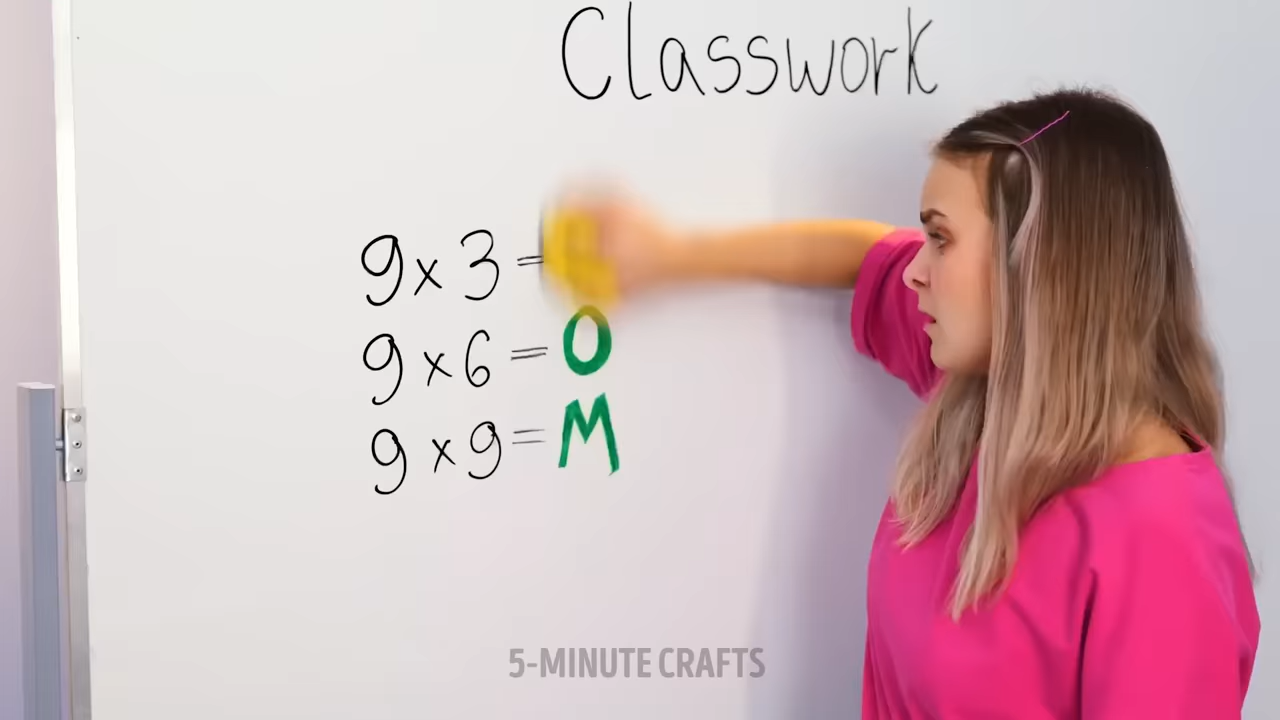 Classwork
9 x 3 =
9 x 6 = O
9 x 9 = M
5-MINUTE CRAFTS